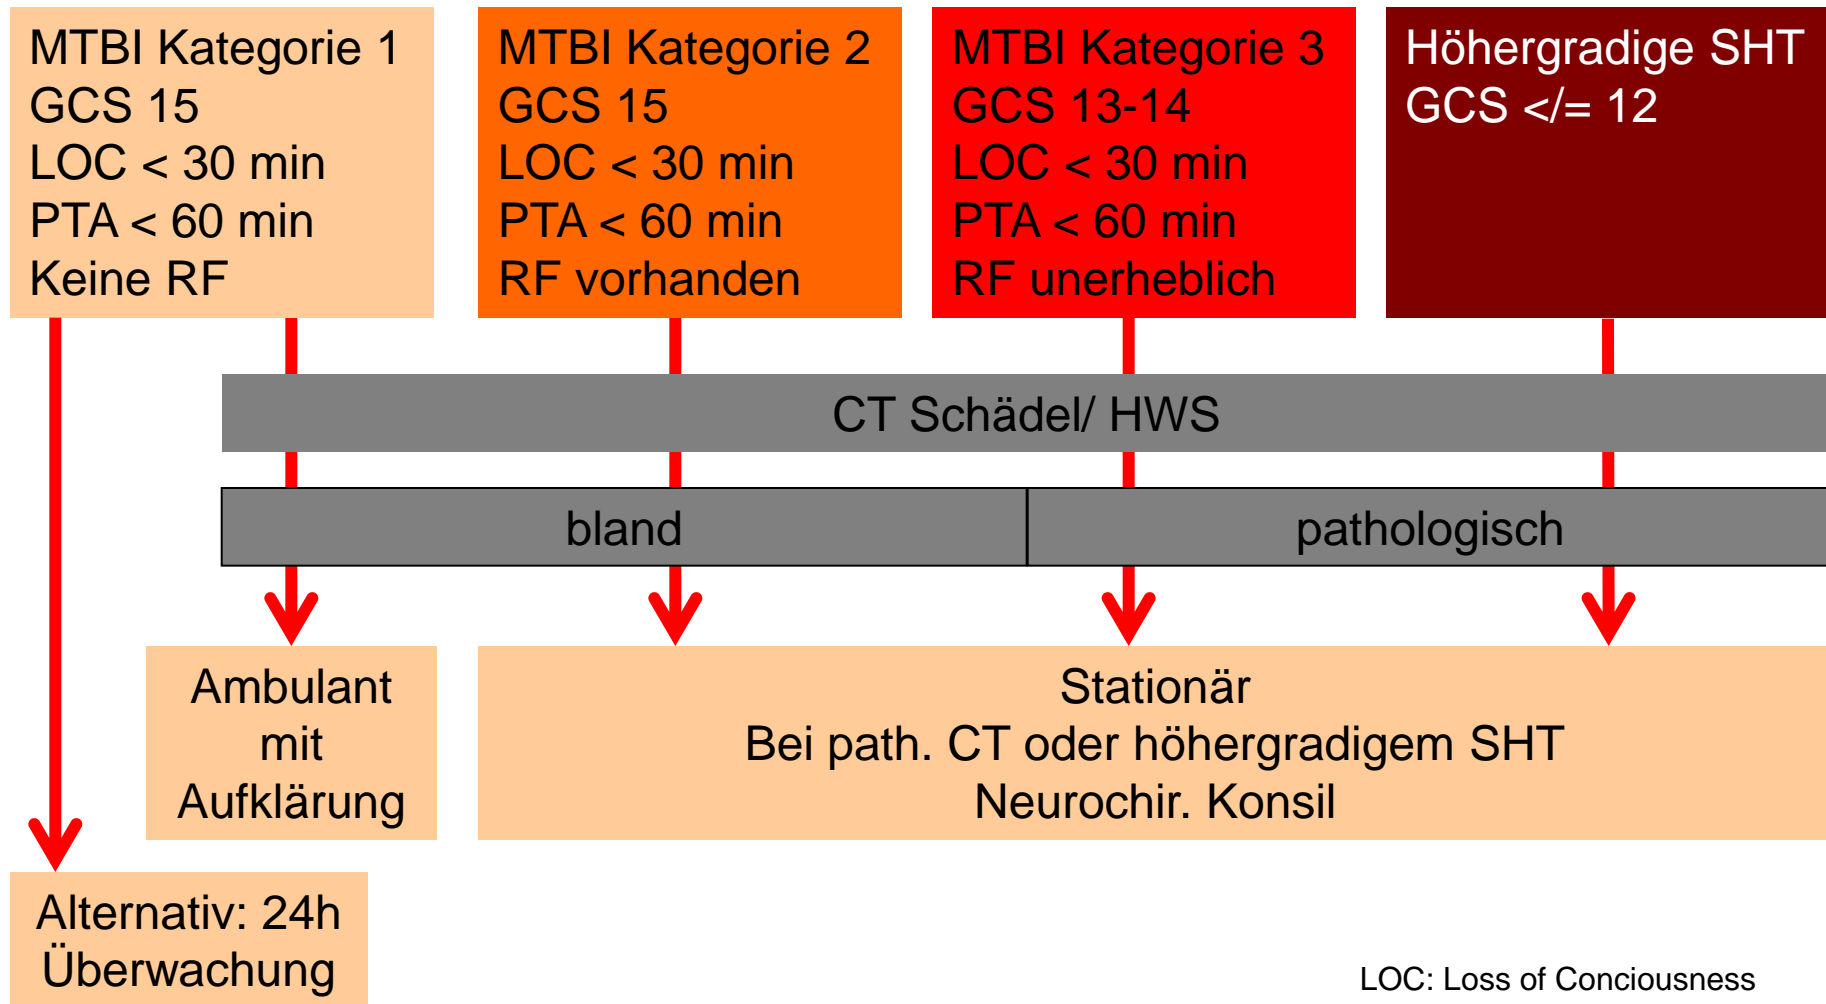 MTBI Kategorie 1
GCS 15
LOC < 30 min
PTA < 60 min
Keine RF
MTBI Kategorie 2
GCS 15
LOC < 30 min
PTA < 60 min
RF vorhanden
MTBI Kategorie 3
GCS 13-14
LOC < 30 min
PTA < 60 min
RF unerheblich
Höhergradige SHT
GCS </= 12
CT Schädel/ HWS
bland
pathologisch
Ambulant
mit
Aufklärung
Stationär
Bei path. CT oder höhergradigem SHT
Neurochir. Konsil
Alternativ: 24h
Überwachung
LOC: Loss of Conciousness